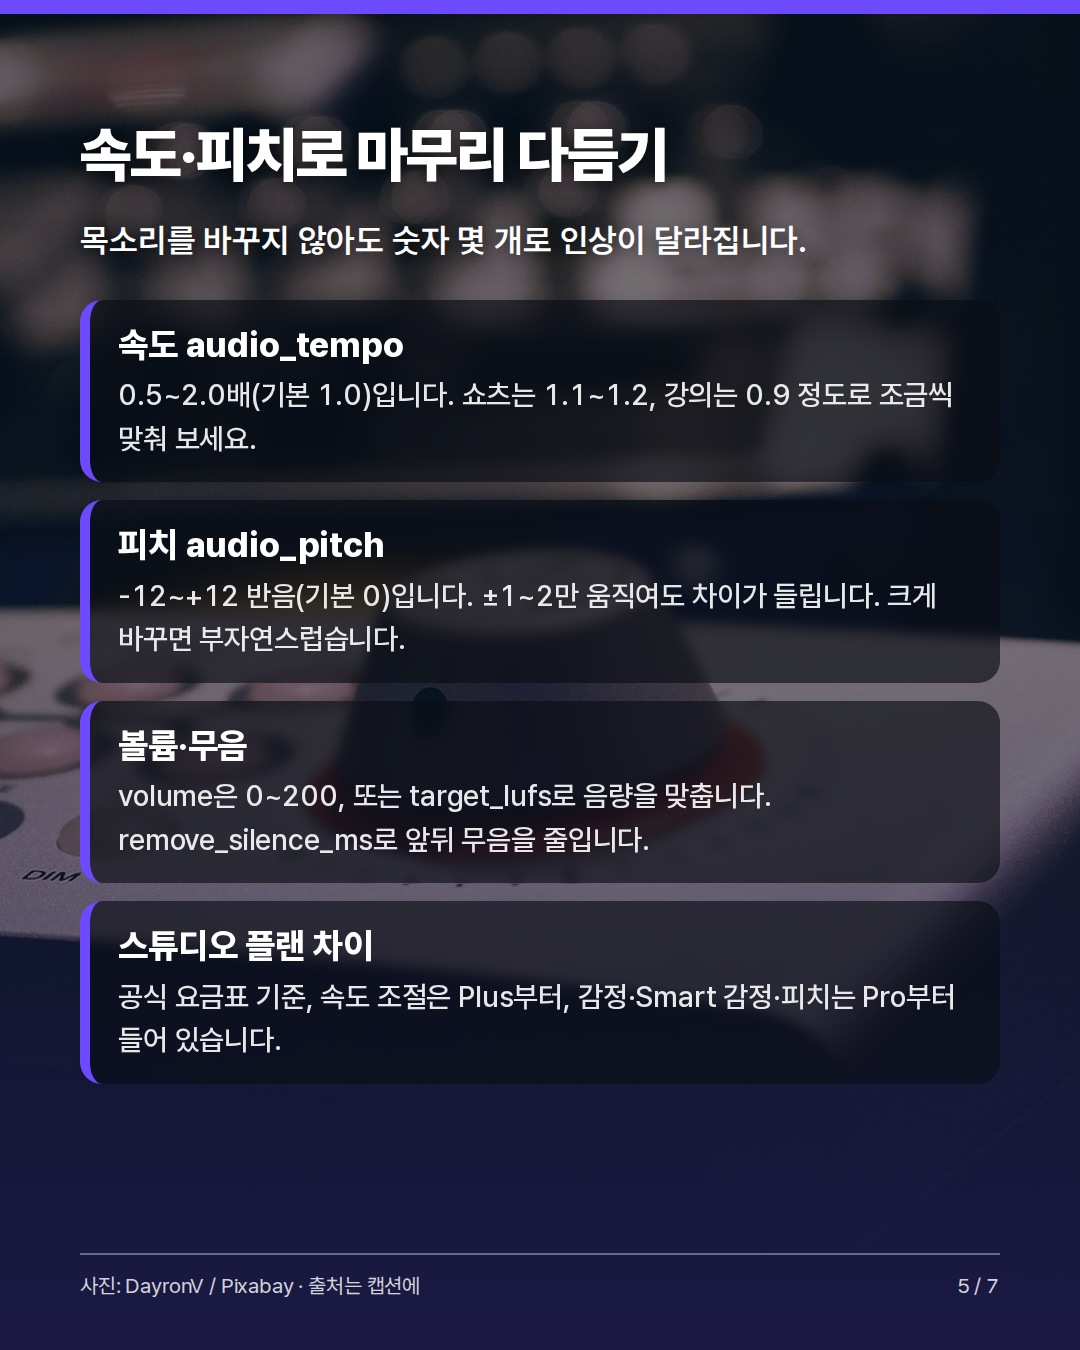 속도·피치로 마무리 다듬기
목소리를 바꾸지 않아도 숫자 몇 개로 인상이 달라집니다.
속도 audio_tempo
0.5~2.0배(기본 1.0)입니다. 쇼츠는 1.1~1.2, 강의는 0.9 정도로 조금씩
맞춰 보세요.
피치 audio_pitch
-12~+12 반음(기본 0)입니다. ±1~2만 움직여도 차이가 들립니다. 크게
바꾸면 부자연스럽습니다.
볼륨·무음
volume은 0~200, 또는 target_lufs로 음량을 맞춥니다.
remove_silence_ms로 앞뒤 무음을 줄입니다.
DIM
스튜디오 플랜 차이
공식 요금표 기준, 속도 조절은 Plus부터, 감정·Smart 감정·피치는 Pro부터
들어 있습니다.
사진: DayronV / Pixabay · 출처는 캡션에
5 / 7